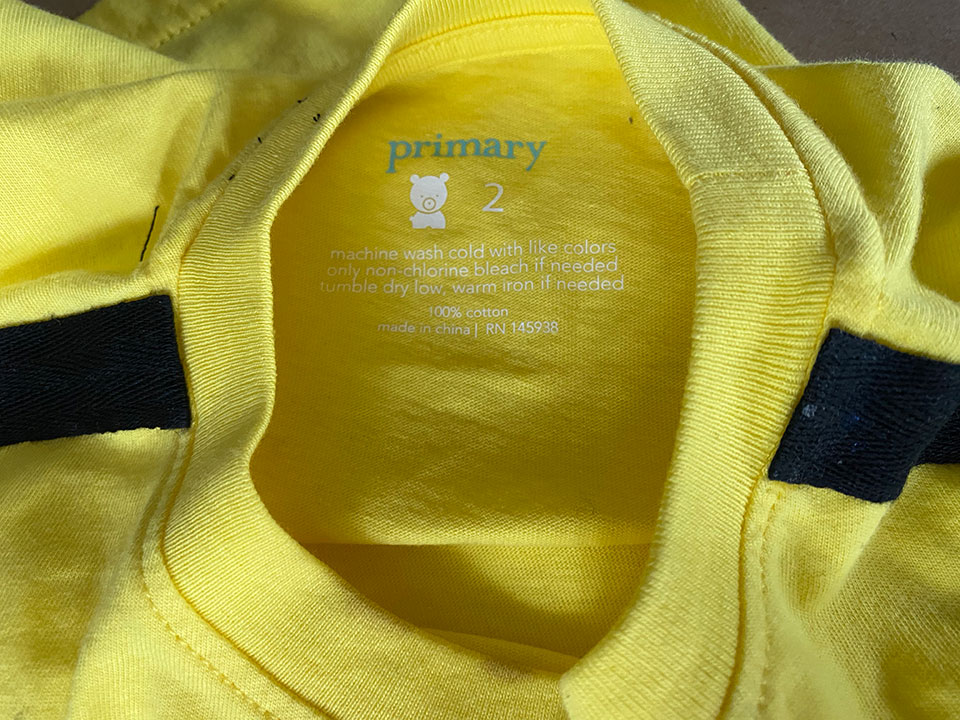 primary
2
machine wash cold with like colors
only non-chlorine bleach if needed
tumble dry low, warm iron if needed
100% cotton
made in china | RN 145938